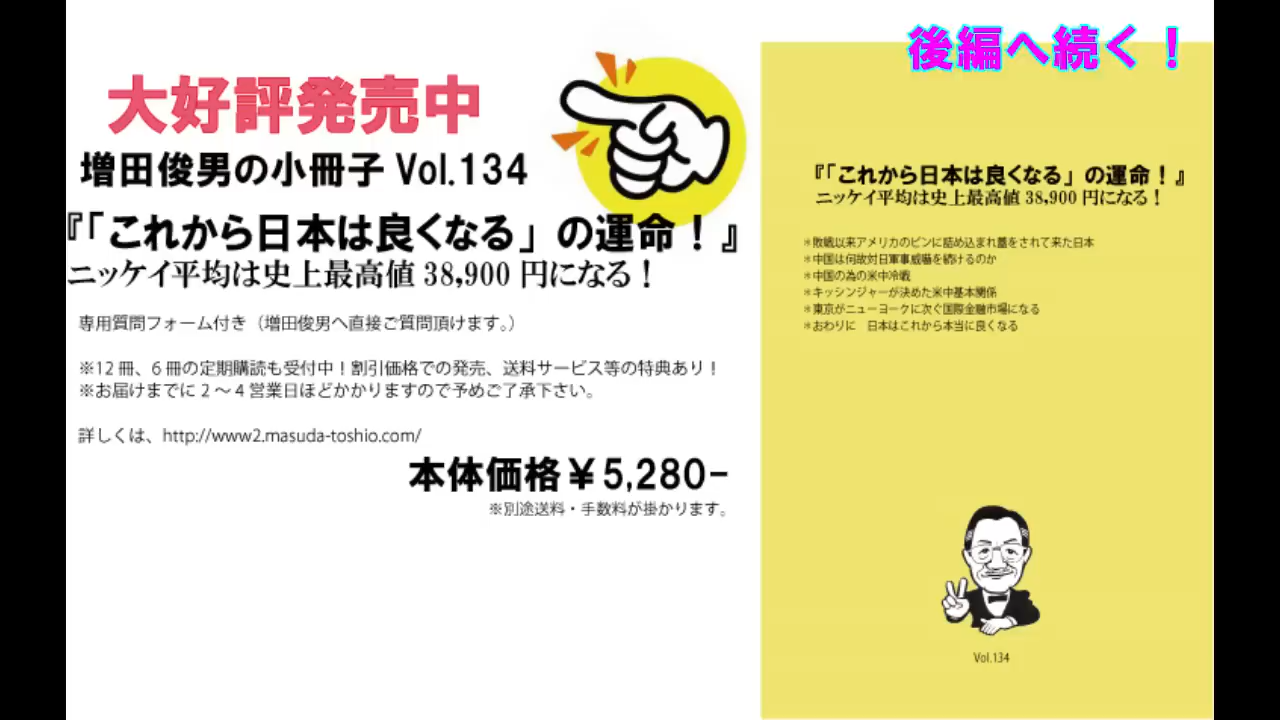 後編へ続く！
大好評発売中
増田俊男の小冊子 Vol.134
『「これから日本は良くなる」の運命！』
ニッケイ平均は史上最高値 38,900 円になる！
専用質問フォーム付き（増田俊男へ直接ご質問頂けます。）
※12 冊、6 冊の定期購読も受付中！割引価格での発売、送料サービス等の特典あり！
※お届けまでに 2 〜 4 営業日ほどかかりますので予めご了承下さい。
詳しくは、http://www2.masuda-toshio.com/
本体価格￥5,280-
※別途送料・手数料が掛かります。
『「これから日本は良くなる」の運命！』
ニッケイ平均は史上最高値 38,900 円になる！
＊敗戦以来アメリカのビンに詰め込まれ蓋をされて来た日本
＊中国は何故対日軍事威嚇を続けるのか
＊中国の為の米中冷戦
＊キッシンジャーが決めた米中基本関係
＊東京がニューヨークに次ぐ国際金融市場になる
＊おわりに　日本はこれから本当に良くなる
Vol.134